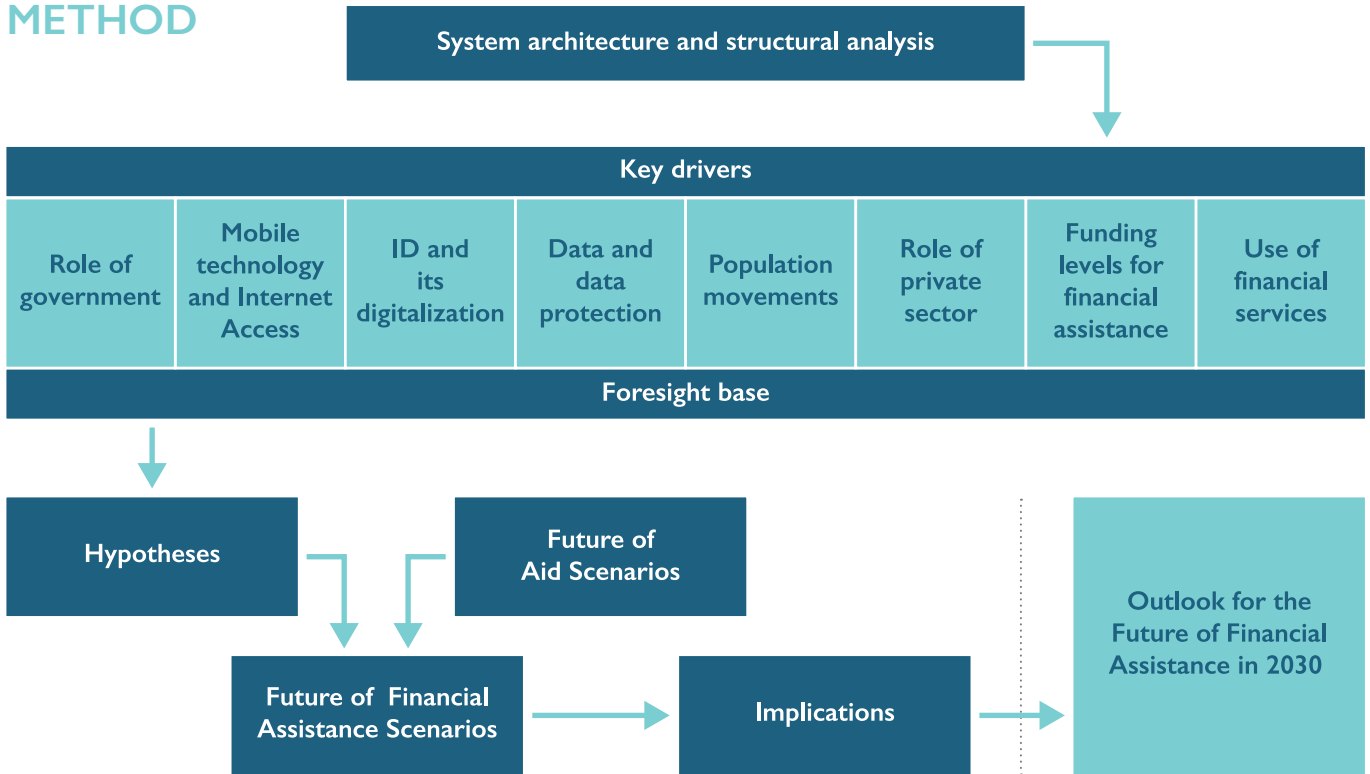 METHOD
System architecture and structural analysis
Key drivers
Role of
government
Mobile
technology
and Internet
Access
ID and
its
digitalization
Data and
data
protection
Population
movements
Role of
private
sector
Funding
levels for
financial
assistance
Use of
financial
services
Foresight base
Hypotheses
Future of
Aid Scenarios
Future of Financial
Assistance Scenarios
Implications
Outlook for the
Future of Financial
Assistance in 2030